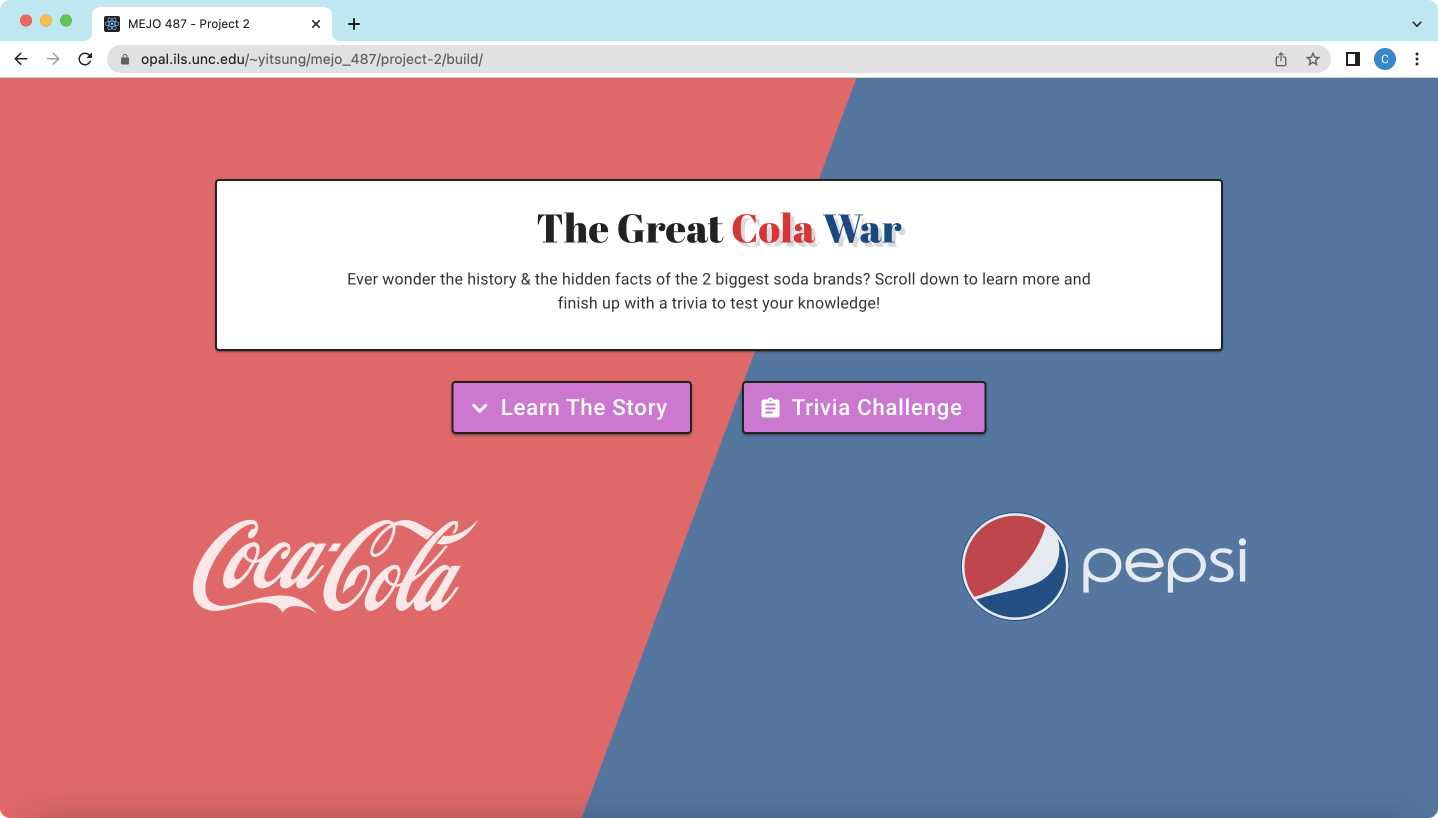 MEJO 487 - Project 2
opal.ils.unc.edu/~yitsung/mejo_487/project-2/build/
C
The Great Cola War
Ever wonder the history & the hidden facts of the 2 biggest soda brands? Scroll down to learn more and
finish up with a trivia to test your knowledge!
Learn The Story
Trivia Challenge
Coca-Cola
pepsi